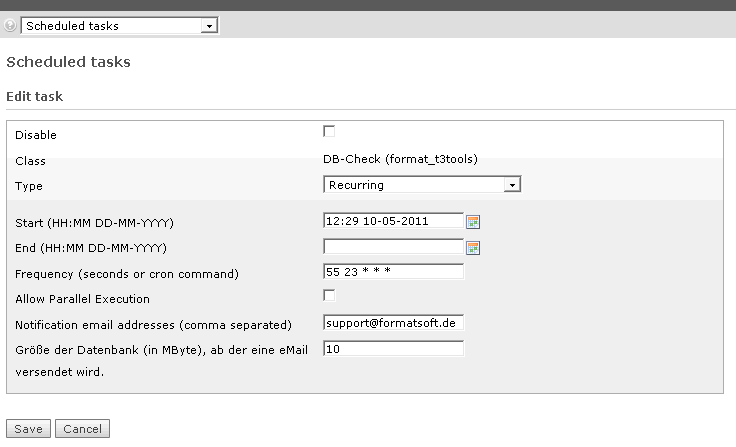 Scheduled tasks
Scheduled tasks
Edit task
Disable
Class DB-Check (format_t3tools)
Type Recurring
Start (HH:MM DD-MM-YYYY) 12:29 10-05-2011
End (HH:MM DD-MM-YYYY)
Frequency (seconds or cron command) 55 23 * * *
Allow Parallel Execution
Notification email addresses (comma separated) support@formatsoft.de
Größe der Datenbank (in MByte), ab der eine eMail 10
versendet wird.
Save Cancel